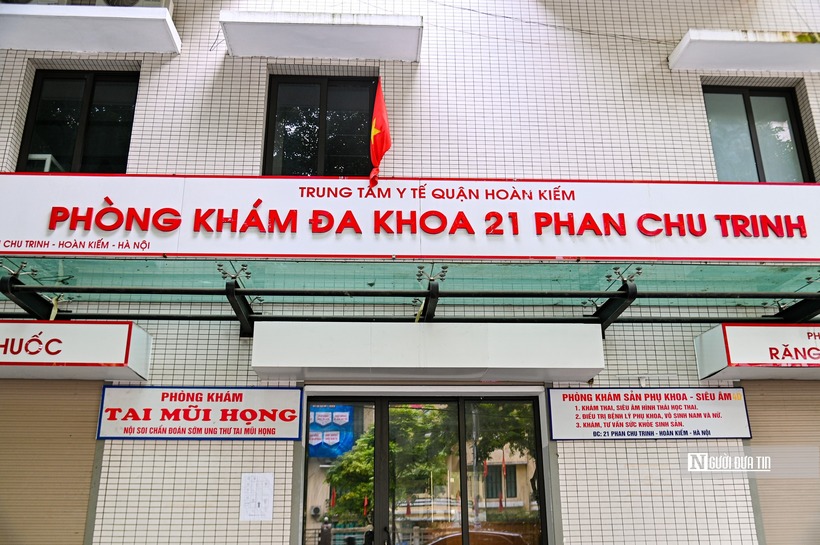 TRUNG TÂM Y TẾ QUẬN HOÀN KIẾM
PHÒNG KHÁM ĐA KHOA 21 PHAN CHU TRINH
CHU TRINH - HOÀN KIẾM - HÀ NỘI
HUỐC
RĂNG
PHÒNG KHÁM
TAI MŨI HỌNG
NỘI SOI CHẨN ĐOÁN SỚM UNG THƯ TAI MŨI HỌNG
PHÒNG KHÁM SẢN PHỤ KHOA - SIÊU ÂM 4D
1. KHÁM THAI, SIÊU ÂM HÌNH THÁI HỌC THAI.
2. ĐIỀU TRỊ BỆNH LÝ PHỤ KHOA, VÔ SINH NAM VÀ NỮ.
3. KHÁM, TƯ VẤN SỨC KHỎE SINH SẢN.
ĐC: 21 PHAN CHU TRINH - HOÀN KIẾM - HÀ NỘI
NGƯỜI ĐƯA TIN